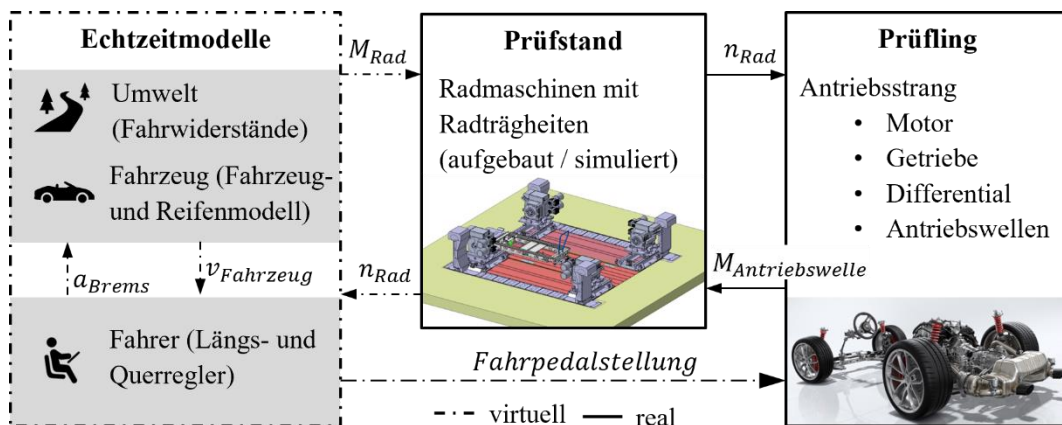 Echtzeitmodelle
Umwelt
(Fahrwiderstände)
Fahrzeug (Fahrzeug-
und Reifenmodell)
a_Brems
v_Fahrzeug
Fahrer (Längs- und
Querregler)
M_Rad
n_Rad
Prüfstand
Radmaschinen mit
Radträgheiten
(aufgebaut / simuliert)
n_Rad
M_Antriebswelle
Prüfling
Antriebsstrang
• Motor
• Getriebe
• Differential
• Antriebswellen
Fahrpedalstellung
virtuell
real